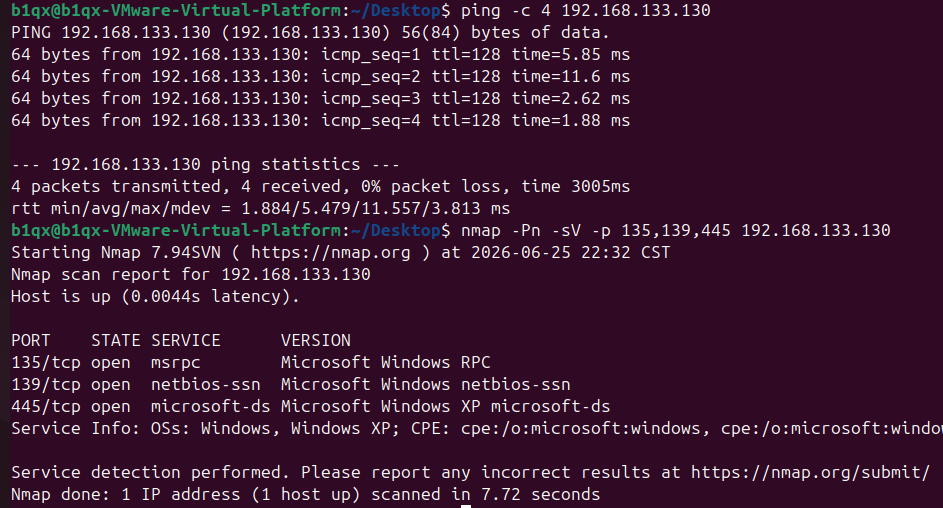 b1qx@b1qx-VMware-Virtual-Platform:~/Desktop$ ping -c 4 192.168.133.130
PING 192.168.133.130 (192.168.133.130) 56(84) bytes of data.
64 bytes from 192.168.133.130: icmp_seq=1 ttl=128 time=5.85 ms
64 bytes from 192.168.133.130: icmp_seq=2 ttl=128 time=11.6 ms
64 bytes from 192.168.133.130: icmp_seq=3 ttl=128 time=2.62 ms
64 bytes from 192.168.133.130: icmp_seq=4 ttl=128 time=1.88 ms

--- 192.168.133.130 ping statistics ---
4 packets transmitted, 4 received, 0% packet loss, time 3005ms
rtt min/avg/max/mdev = 1.884/5.479/11.557/3.813 ms
b1qx@b1qx-VMware-Virtual-Platform:~/Desktop$ nmap -Pn -sV -p 135,139,445 192.168.133.130
Starting Nmap 7.94SVN ( https://nmap.org ) at 2026-06-25 22:32 CST
Nmap scan report for 192.168.133.130
Host is up (0.0044s latency).

PORT    STATE SERVICE      VERSION
135/tcp open  msrpc        Microsoft Windows RPC
139/tcp open  netbios-ssn  Microsoft Windows netbios-ssn
445/tcp open  microsoft-ds Microsoft Windows XP microsoft-ds
Service Info: OSs: Windows, Windows XP; CPE: cpe:/o:microsoft:windows, cpe:/o:microsoft:windo

Service detection performed. Please report any incorrect results at https://nmap.org/submit/
Nmap done: 1 IP address (1 host up) scanned in 7.72 seconds